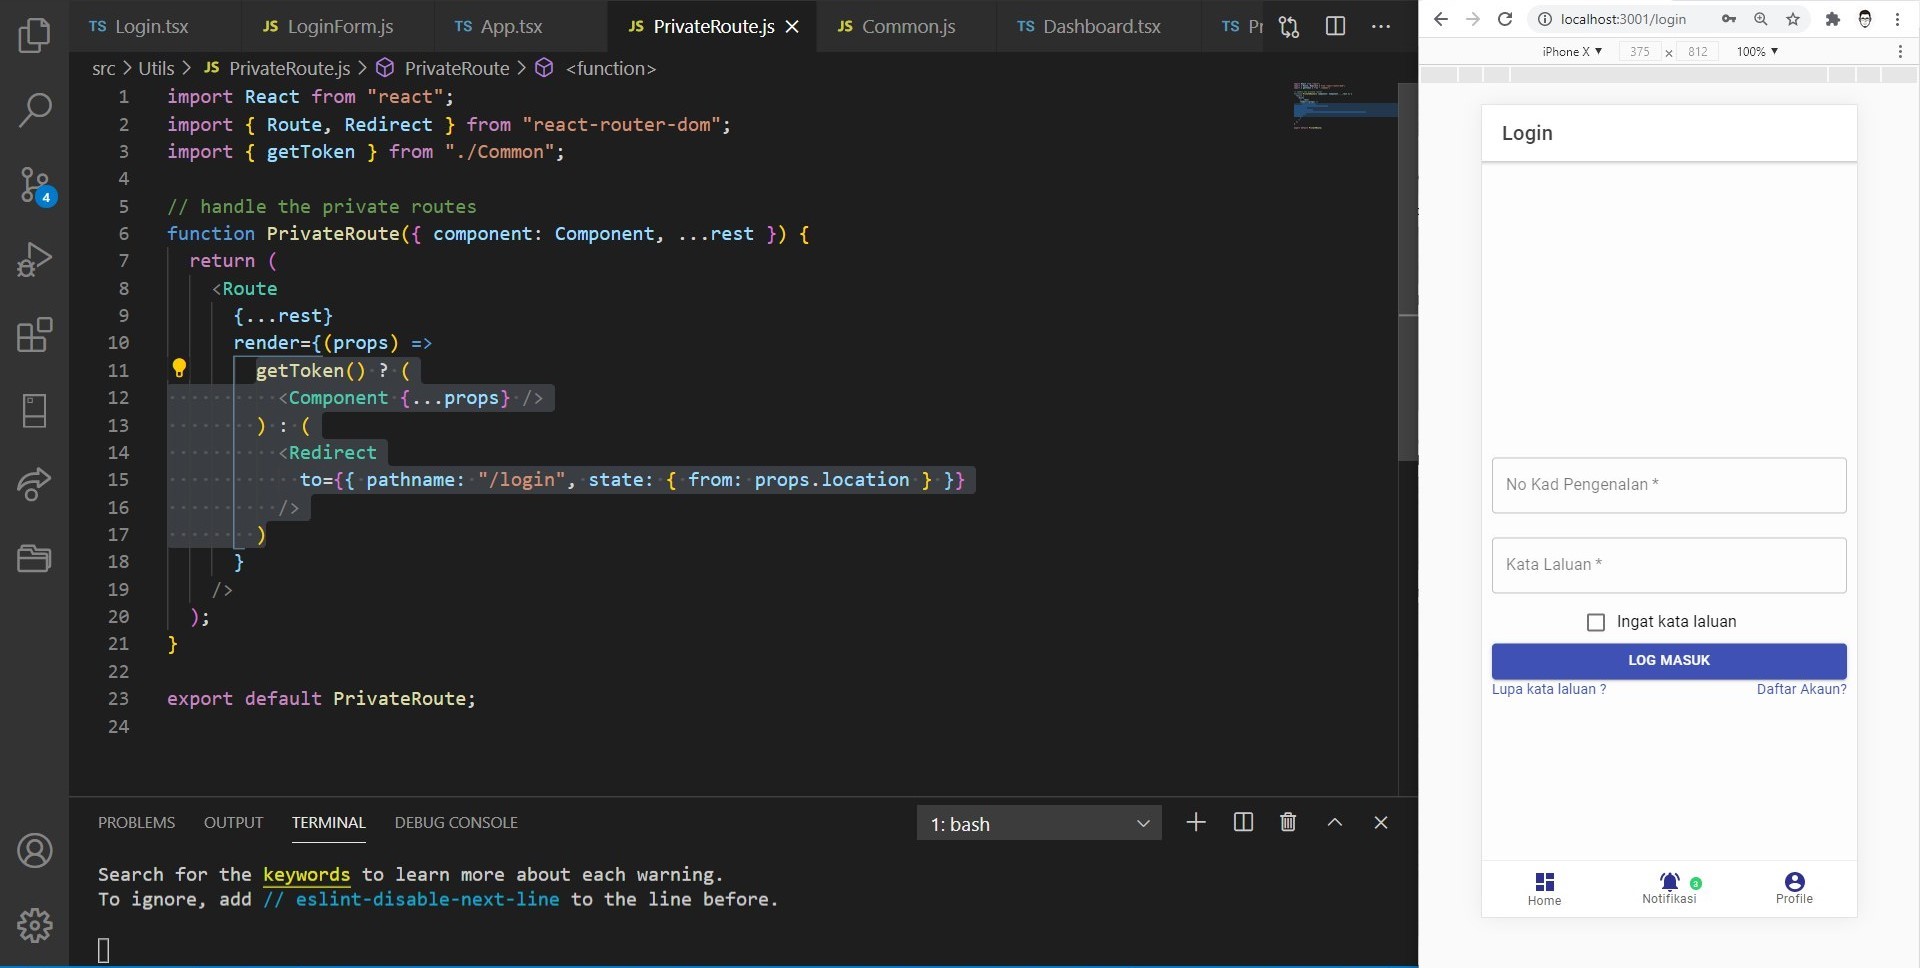 TS Login.tsx JS LoginForm.js TS App.tsx JS PrivateRoute.js JS Common.js TS Dashboard.tsx TS Pr
src > Utils > JS PrivateRoute.js > PrivateRoute > <function>
1 import React from "react";
2 import { Route, Redirect } from "react-router-dom";
3 import { getToken } from "./Common";
4
5 // handle the private routes
6 function PrivateRoute({ component: Component, ...rest }) {
7 return (
8 <Route
9 {...rest}
10 render={(props) =>
11 getToken() ? (
12 <Component {...props} />
13 ) : (
14 <Redirect
15 to={{ pathname: "/login", state: { from: props.location } }}
16 />
17 )
18 }
19 />
20 );
21 }
22
23 export default PrivateRoute;
24
4
PROBLEMS OUTPUT TERMINAL DEBUG CONSOLE 1: bash
Search for the keywords to learn more about each warning.
To ignore, add // eslint-disable-next-line to the line before.
localhost:3001/login
iPhone X ▼ 375 x 812 100% ▼
Login
No Kad Pengenalan *
Kata Laluan *
Ingat kata laluan
LOG MASUK
Lupa kata laluan ? Daftar Akaun?
Home Notifikasi Profile